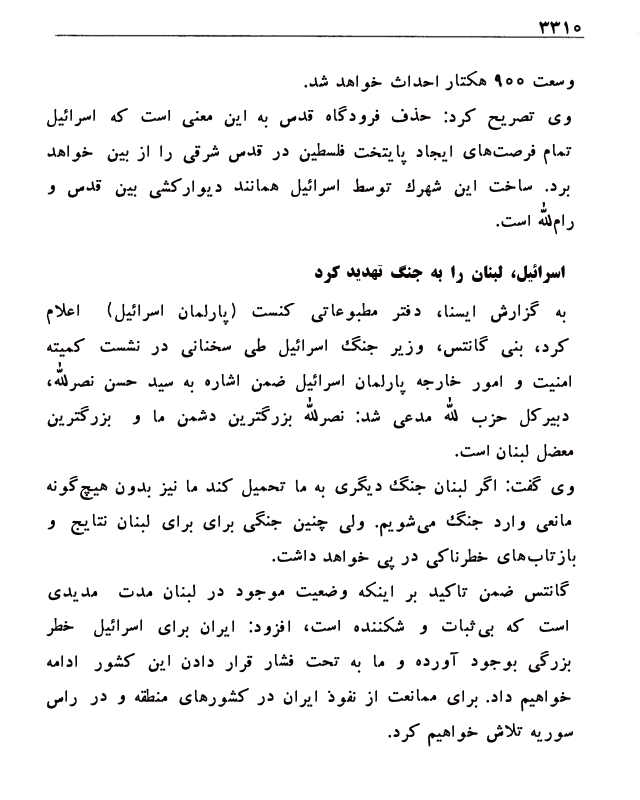 ۳۳۱۰
وسعت ۹۰۰ هکتار احداث خواهد شد.
وی تصریح کرد: حذف فرودگاه قدس به این معنی است که اسرائیل
تمام فرصت‌های ایجاد پایتخت فلسطین در قدس شرقی را از بین خواهد
برد. ساخت این شهرك توسط اسرائیل همانند دیوارکشی بین قدس و
رام‌الله است.
اسرائیل، لبنان را به جنگ تهدید کرد
به گزارش ایسنا، دفتر مطبوعاتی کنست (پارلمان اسرائیل) اعلام
کرد، بنی گانتس، وزیر جنگ اسرائیل طی سخنانی در نشست کمیته
امنیت و امور خارجه پارلمان اسرائیل ضمن اشاره به سید حسن نصرالله،
دبیرکل حزب الله مدعی شد: نصرالله بزرگترین دشمن ما و بزرگترین
معضل لبنان است.
وی گفت: اگر لبنان جنگ دیگری به ما تحمیل کند ما نیز بدون هیچ‌گونه
مانعی وارد جنگ می‌شویم. ولی چنین جنگی برای برای لبنان نتایج و
بازتاب‌های خطرناکی در پی خواهد داشت.
گانتس ضمن تاکید بر اینکه وضعیت موجود در لبنان مدت مدیدی
است که بی‌ثبات و شکننده است، افزود: ایران برای اسرائیل خطر
بزرگی بوجود آورده و ما به تحت فشار قرار دادن این کشور ادامه
خواهیم داد. برای ممانعت از نفوذ ایران در کشورهای منطقه و در راس
سوریه تلاش خواهیم کرد.